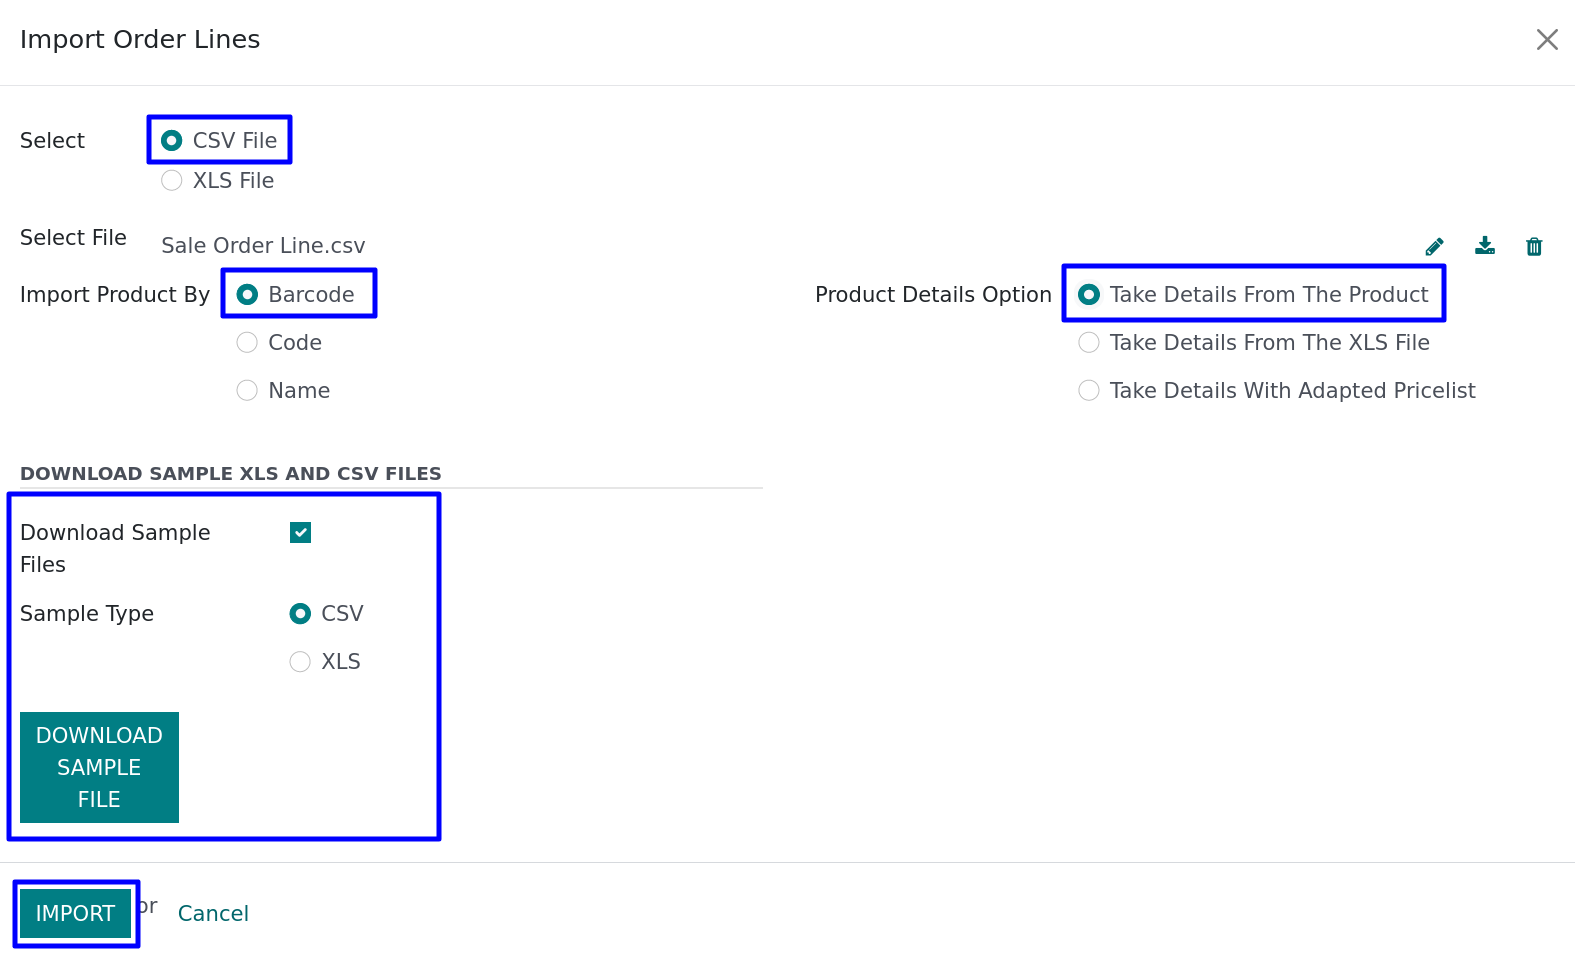 Import Order Lines
Select
CSV File
XLS File
Select File
Sale Order Line.csv
Import Product By
Barcode
Code
Name
Product Details Option
Take Details From The Product
Take Details From The XLS File
Take Details With Adapted Pricelist
DOWNLOAD SAMPLE XLS AND CSV FILES
Download Sample
Files
Sample Type
CSV
XLS
DOWNLOAD
SAMPLE
FILE
IMPORT or Cancel